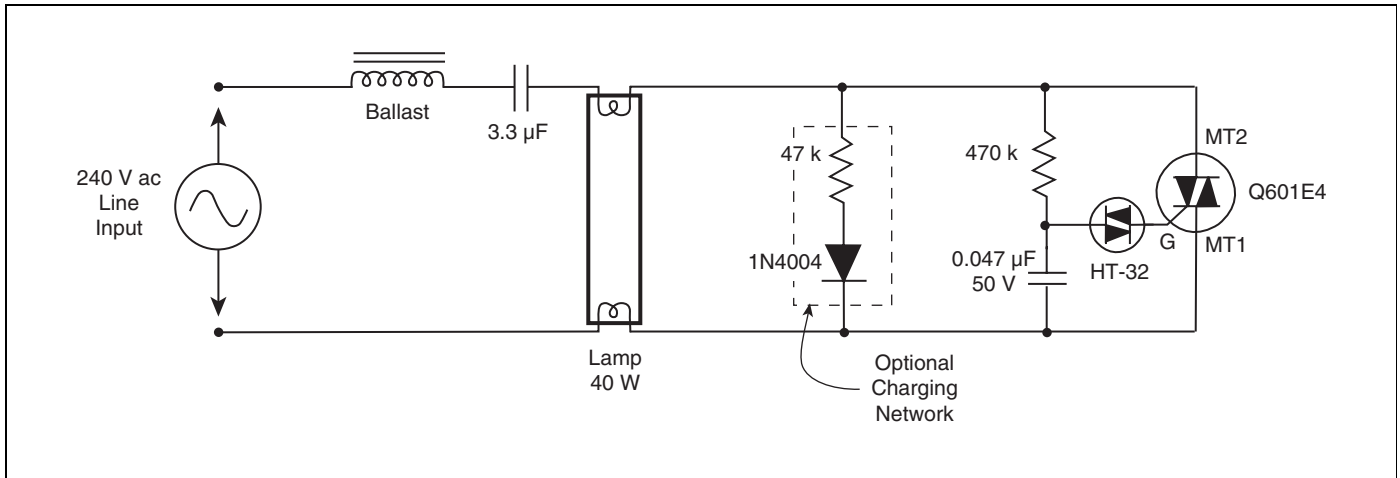 240 V ac
Line
Input
Ballast
3.3 µF
Lamp
40 W
47 k
1N4004
Optional
Charging
Network
470 k
0.047 µF
50 V
HT-32
G
MT2
Q601E4
MT1